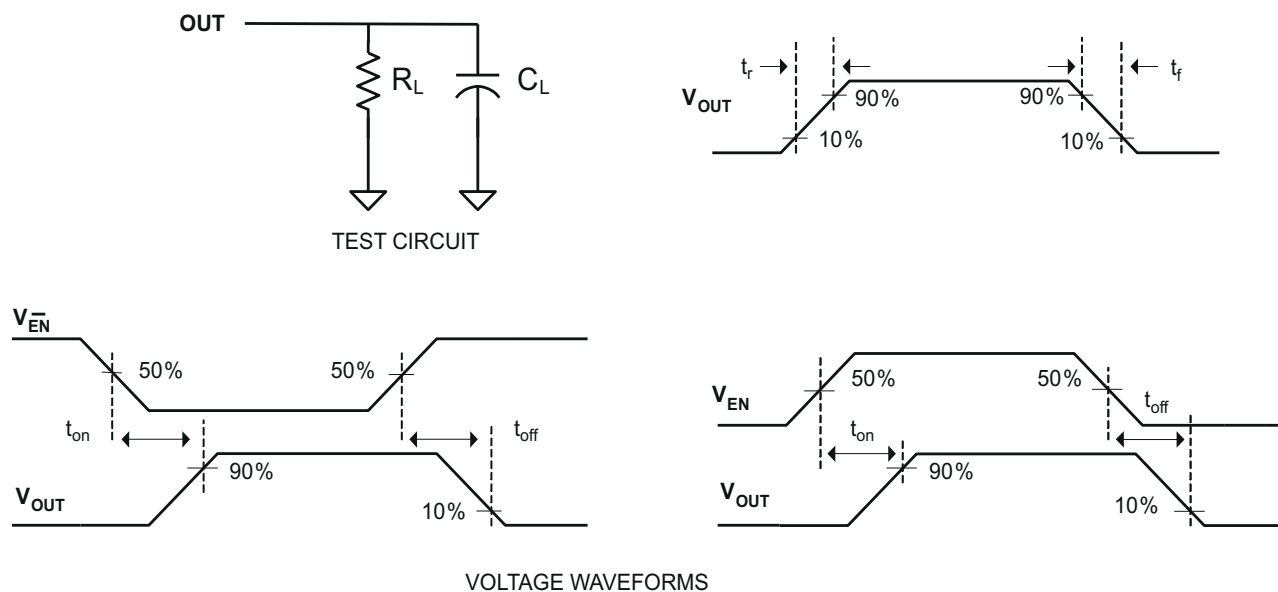 OUT
R_L
C_L
TEST CIRCUIT
t_r
t_f
V_OUT
90%
90%
10%
10%
V_EN̅
50%
50%
t_on
t_off
90%
V_OUT
10%
50%
50%
V_EN
t_off
t_on
90%
V_OUT
10%
VOLTAGE WAVEFORMS